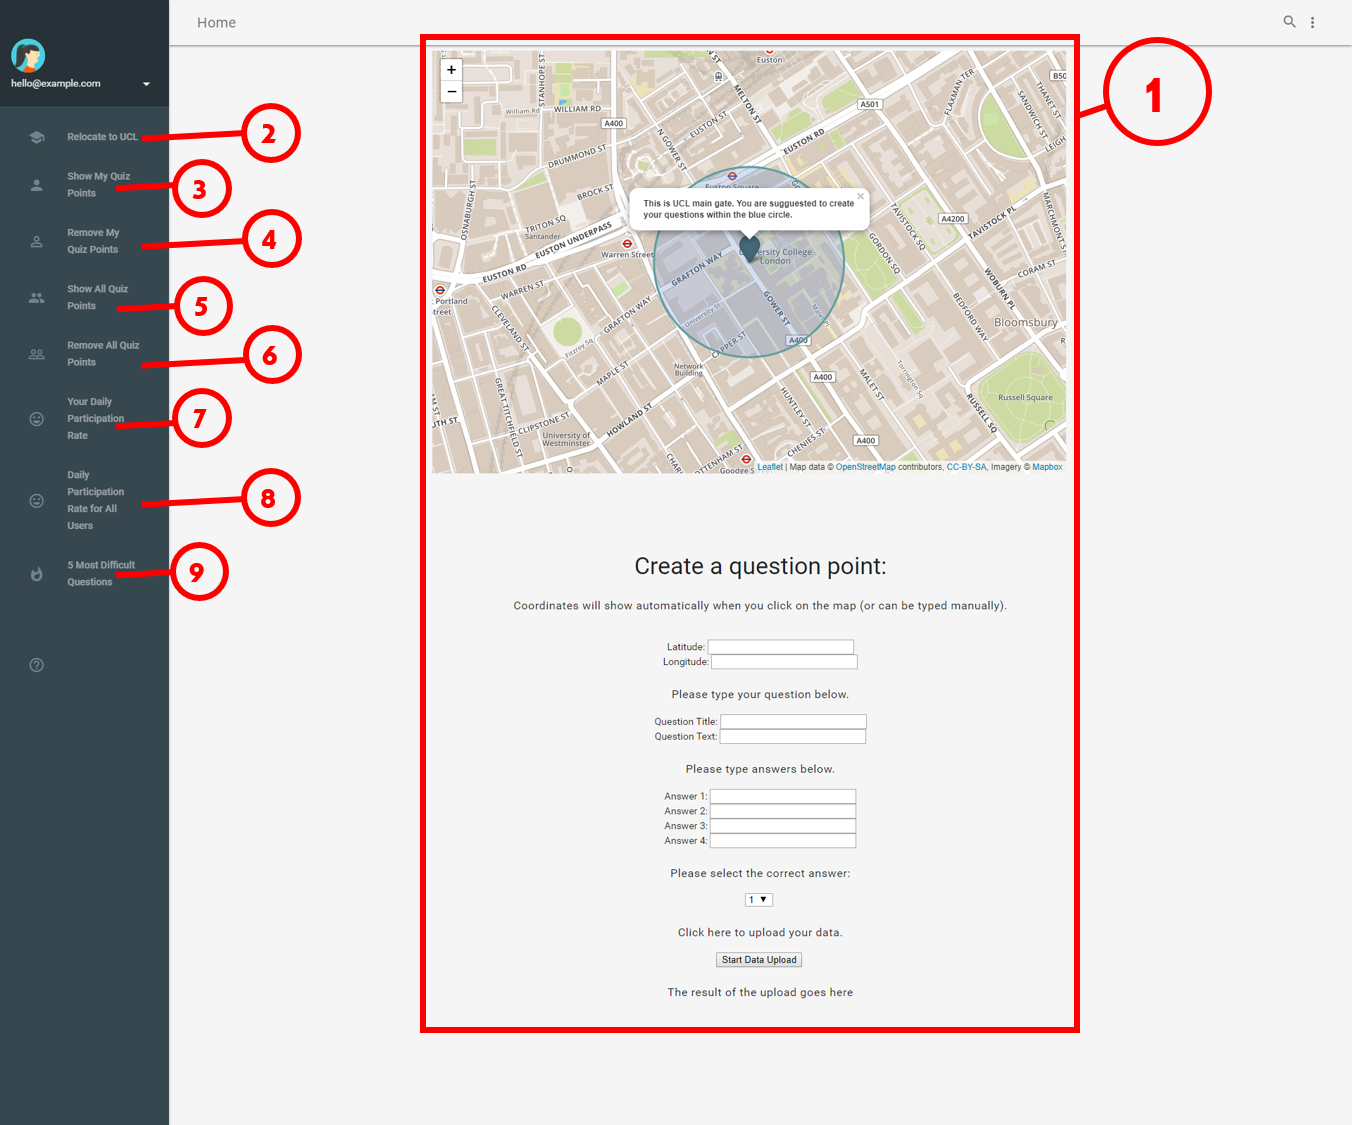 Home
hello@example.com
Relocate to UCL
2
Show My Quiz
Points
3
Remove My
Quiz Points
4
Show All Quiz
Points
5
Remove All Quiz
Points
6
Your Daily
Participation
Rate
7
Daily
Participation
Rate for All
Users
8
5 Most Difficult
Questions
9
1
+
−
Euston
STANHOPE ST
William Rd
WILLIAM RD
A400
MELTON ST
A501
FLAXMAN TER
B50
THANET ST
SANDWICH ST
LEIGH
EUSTON ST
N GOWER ST
EUSTON RD
DRUMMOND ST
BROCK ST
Euston Square
OSNABURGH ST
TRITON SQ
Santander
EUSTON UNDERPASS
Warren Street
This is UCL main gate. You are sugguested to create
your questions within the blue circle.
×
TAVISTOCK SQ
A4200
TAVISTOCK PL
GORDON SQ
University College
London
CORAM ST
WOBURN PL
EUSTON RD
WARREN ST
GRAFTON WAY
Portland
treet
CLEVELAND ST
GRAFTON WAY
University St
GOWER ST
Malet Pl
BEDFORD WAY
Bloomsbury
Fitzroy Sq
A400
MAPLE ST
Network
Building
A400
MALET ST
Torrington Sq
GREAT TITCHFIELD ST
Russell Square
RUSSELL SQ
HUNTLEY ST
CLIPSTONE ST
HOWLAND ST
University of
Westminster
CHENIES ST
A400
UTH ST
TOTTENHAM ST
Goodge S
Leaflet | Map data © OpenStreetMap contributors, CC-BY-SA, Imagery © Mapbox
Create a question point:
Coordinates will show automatically when you click on the map (or can be typed manually).
Latitude:
Longitude:
Please type your question below.
Question Title:
Question Text:
Please type answers below.
Answer 1:
Answer 2:
Answer 3:
Answer 4:
Please select the correct answer:
1
Click here to upload your data.
Start Data Upload
The result of the upload goes here